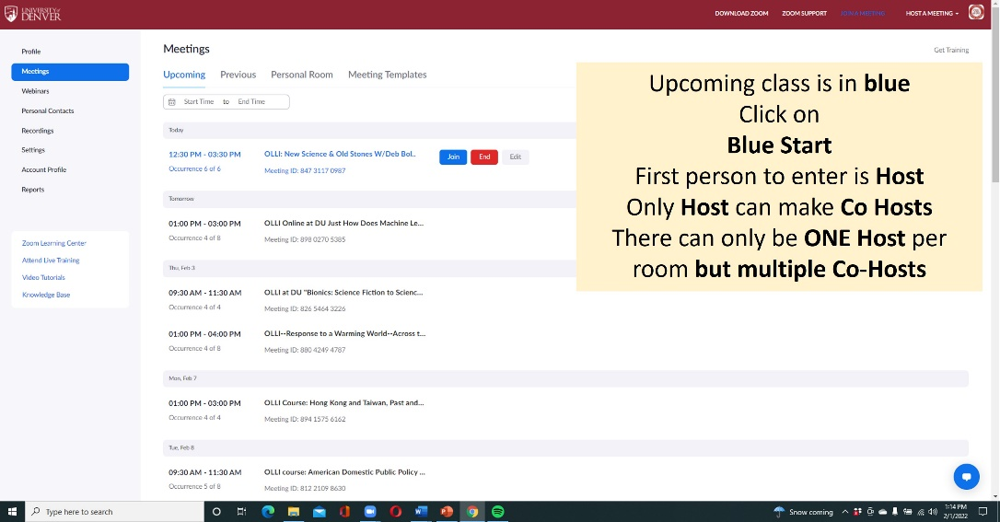 UNIVERSITY of
DENVER
DOWNLOAD ZOOM
ZOOM SUPPORT
JOIN A MEETING
HOST A MEETING
Profile
Meetings
Webinars
Personal Contacts
Recordings
Settings
Account Profile
Reports
Zoom Learning Center
Attend Live Training
Video Tutorials
Knowledge Base
Meetings
Get Training
Upcoming Previous Personal Room Meeting Templates
Start Time to End Time
Today
12:30 PM - 03:30 PM OLLI: New Science & Old Stones W/Deb Bol.. Join End Edit
Occurrence 6 of 6 Meeting ID: 847 3117 0987
Tomorrow
01:00 PM - 03:00 PM OLLI Online at DU Just How Does Machine Le...
Occurrence 4 of 8 Meeting ID: 898 0270 5385
Thu, Feb 3
09:30 AM - 11:30 AM OLLI at DU "Bionics: Science Fiction to Scienc...
Occurrence 4 of 4 Meeting ID: 826 5464 3226
01:00 PM - 04:00 PM OLLI--Response to a Warming World--Across t...
Occurrence 4 of 8 Meeting ID: 880 4249 4787
Mon, Feb 7
01:00 PM - 03:00 PM OLLI Course: Hong Kong and Taiwan, Past and...
Occurrence 4 of 4 Meeting ID: 894 1575 6162
Tue, Feb 8
09:30 AM - 11:30 AM OLLI course: American Domestic Public Policy ...
Occurrence 5 of 8 Meeting ID: 812 2109 8630
Upcoming class is in blue
Click on
Blue Start
First person to enter is Host
Only Host can make Co Hosts
There can only be ONE Host per
room but multiple Co-Hosts
Type here to search
Snow coming
1:14 PM
2/1/2022